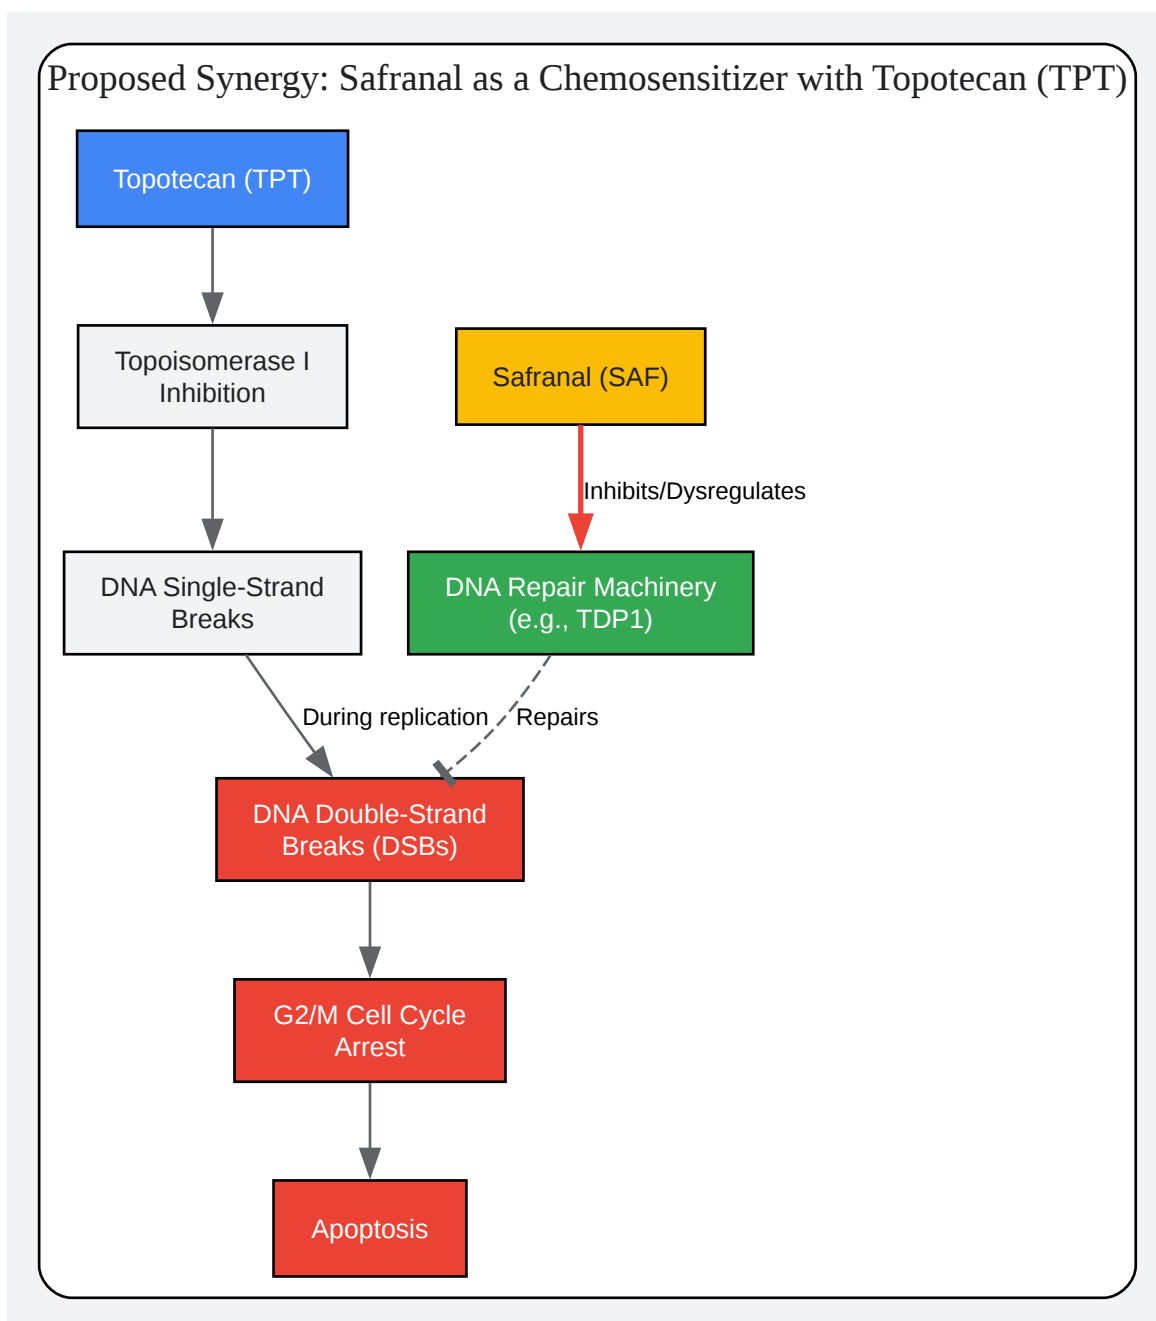 Proposed Synergy: Safranal as a Chemosensitizer with Topotecan (TPT)
Topotecan (TPT)
Topoisomerase I
Inhibition
Safranal (SAF)
Inhibits/Dysregulates
DNA Single-Strand
Breaks
DNA Repair Machinery
(e.g., TDP1)
During replication
Repairs
DNA Double-Strand
Breaks (DSBs)
G2/M Cell Cycle
Arrest
Apoptosis